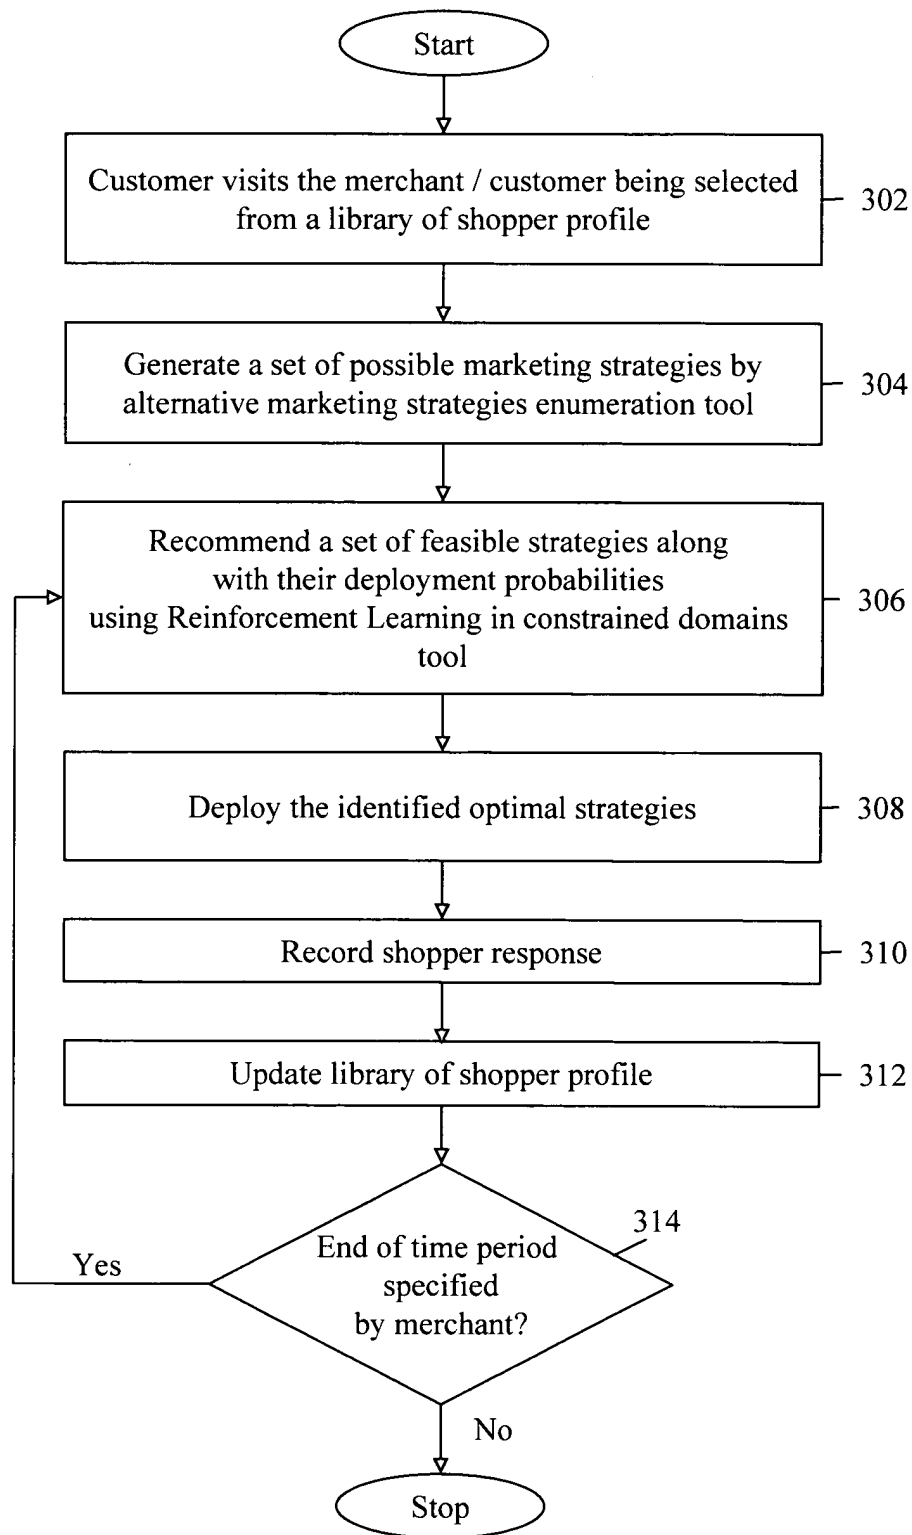 Start
Customer visits the merchant / customer being selected
from a library of shopper profile
302
Generate a set of possible marketing strategies by
alternative marketing strategies enumeration tool
304
Recommend a set of feasible strategies along
with their deployment probabilities
using Reinforcement Learning in constrained domains
tool
306
Deploy the identified optimal strategies
308
Record shopper response
310
Update library of shopper profile
312
314
End of time period
specified
by merchant?
Yes
No
Stop